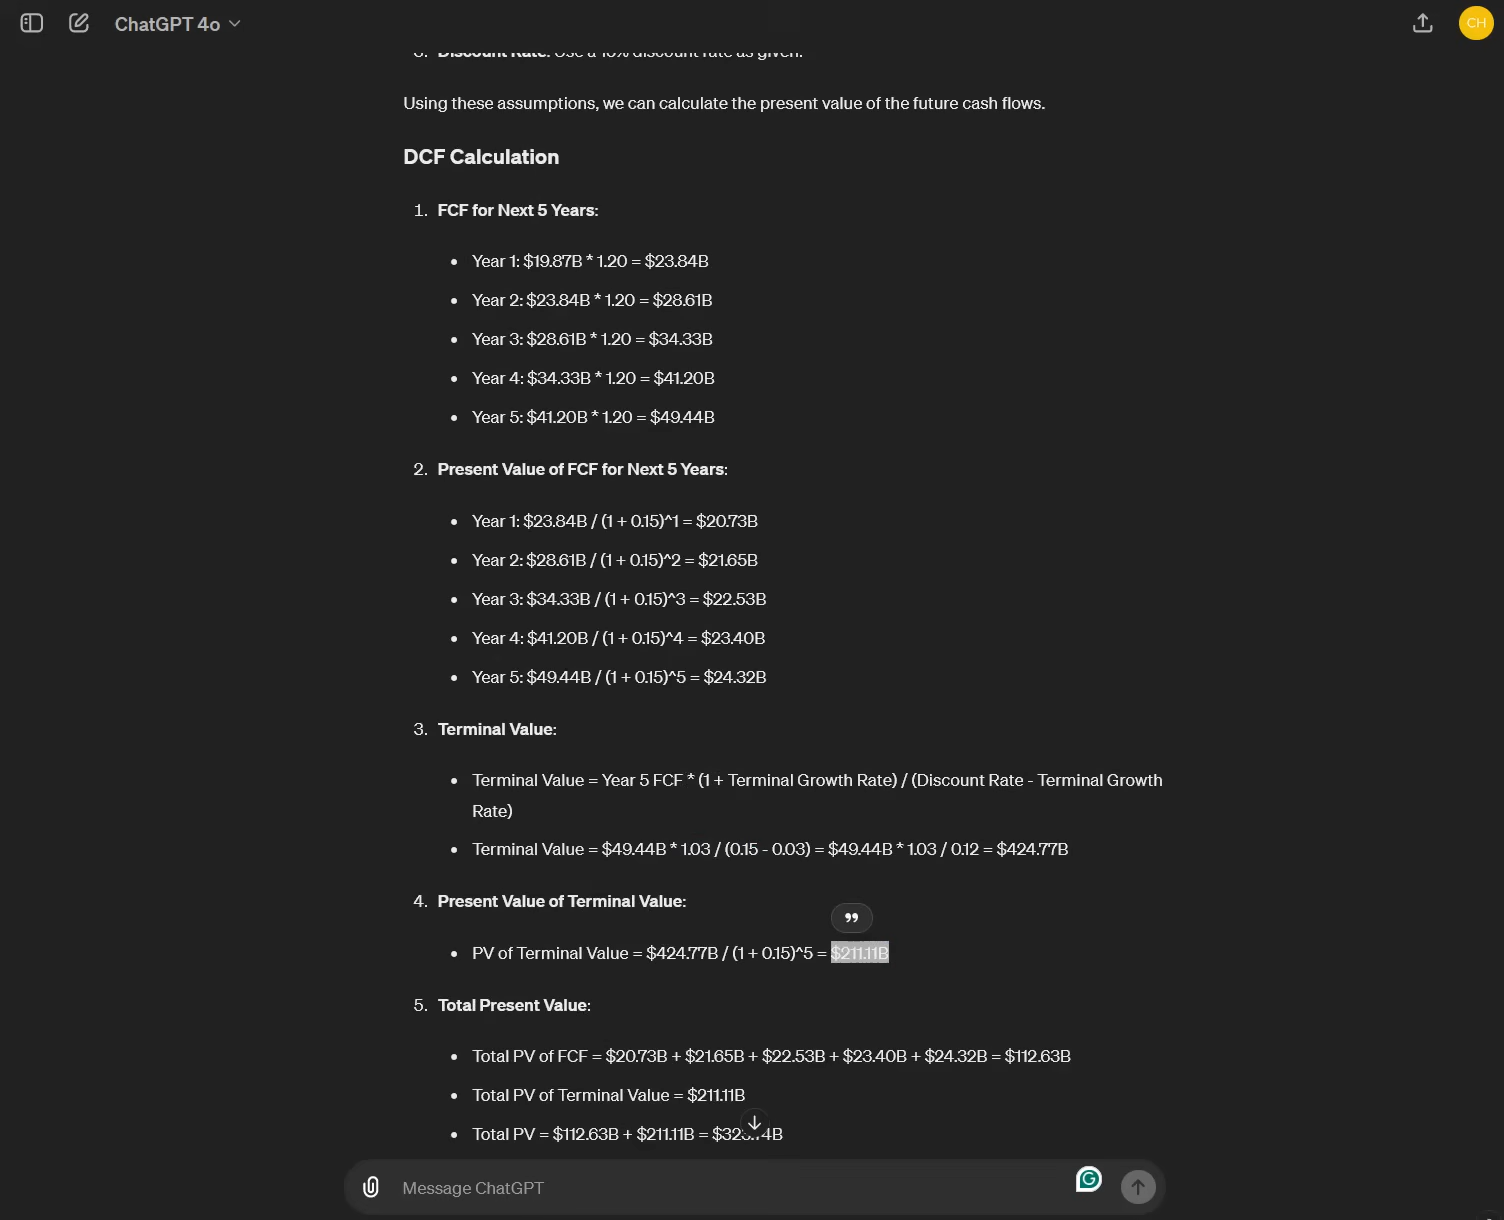 ChatGPT 4o
CH
Discount Rate: Use a 10% discount rate as given.
Using these assumptions, we can calculate the present value of the future cash flows.
DCF Calculation
1. FCF for Next 5 Years:
• Year 1: $19.87B * 1.20 = $23.84B
• Year 2: $23.84B * 1.20 = $28.61B
• Year 3: $28.61B * 1.20 = $34.33B
• Year 4: $34.33B * 1.20 = $41.20B
• Year 5: $41.20B * 1.20 = $49.44B
2. Present Value of FCF for Next 5 Years:
• Year 1: $23.84B / (1 + 0.15)^1 = $20.73B
• Year 2: $28.61B / (1 + 0.15)^2 = $21.65B
• Year 3: $34.33B / (1 + 0.15)^3 = $22.53B
• Year 4: $41.20B / (1 + 0.15)^4 = $23.40B
• Year 5: $49.44B / (1 + 0.15)^5 = $24.32B
3. Terminal Value:
• Terminal Value = Year 5 FCF * (1 + Terminal Growth Rate) / (Discount Rate - Terminal Growth
Rate)
• Terminal Value = $49.44B * 1.03 / (0.15 - 0.03) = $49.44B * 1.03 / 0.12 = $424.77B
4. Present Value of Terminal Value:
• PV of Terminal Value = $424.77B / (1 + 0.15)^5 = $211.11B
5. Total Present Value:
• Total PV of FCF = $20.73B + $21.65B + $22.53B + $23.40B + $24.32B = $112.63B
• Total PV of Terminal Value = $211.11B
• Total PV = $112.63B + $211.11B =
Message ChatGPT